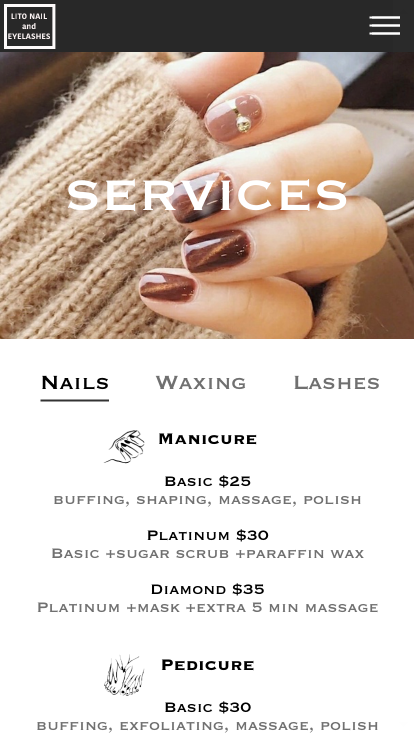 LITO NAIL
and
EYELASHES
SERVICES
NAILS WAXING LASHES
MANICURE
BASIC $25
BUFFING, SHAPING, MASSAGE, POLISH
PLATINUM $30
BASIC +SUGAR SCRUB +PARAFFIN WAX
DIAMOND $35
PLATINUM +MASK +EXTRA 5 MIN MASSAGE
PEDICURE
BASIC $30
BUFFING, EXFOLIATING, MASSAGE, POLISH